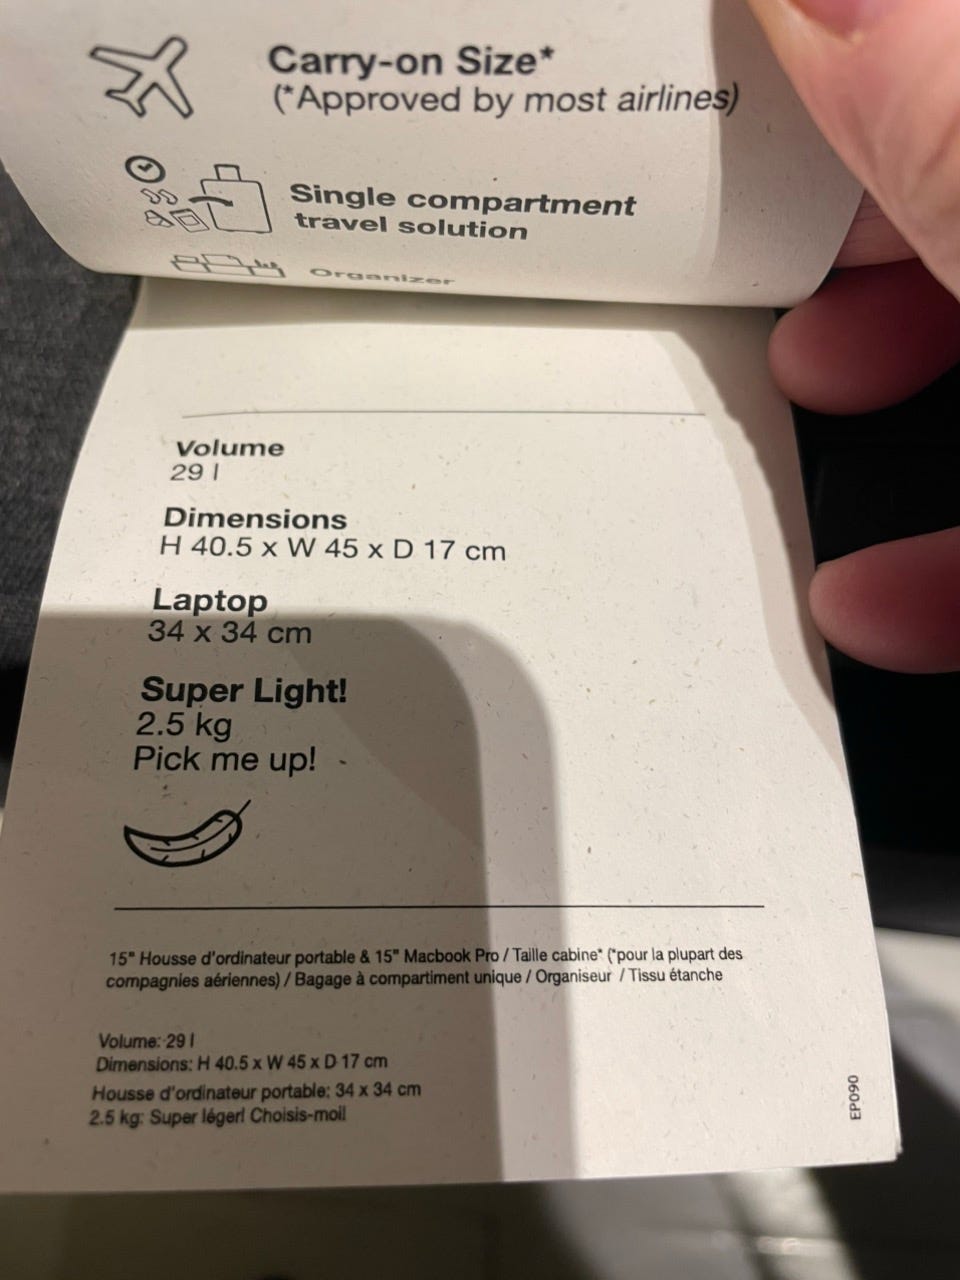 Carry-on Size*
(*Approved by most airlines)
Single compartment
travel solution
Organizer
Volume
29 l
Dimensions
H 40.5 x W 45 x D 17 cm
Laptop
34 x 34 cm
Super Light!
2.5 kg
Pick me up!
15" Housse d'ordinateur portable & 15" Macbook Pro / Taille cabine* (*pour la plupart des
compagnies aériennes) / Bagage à compartiment unique / Organiseur / Tissu étanche
Volume: 29 l
Dimensions: H 40.5 x W 45 x D 17 cm
Housse d'ordinateur portable: 34 x 34 cm
2.5 kg: Super léger! Choisis-moi!
EP090